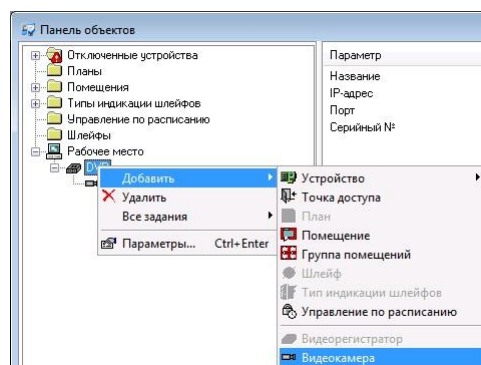 Панель объектов
Отключенные устройства
Планы
Помещения
Типы индикации шлейфов
Управление по расписанию
Шлейфы
Рабочее место
DVR
Параметр
Название
IP-адрес
Порт
Серийный №
Добавить
Удалить
Все задания
Параметры... Ctrl+Enter
Устройство
Точка доступа
План
Помещение
Группа помещений
Шлейф
Тип индикации шлейфов
Управление по расписанию
Видеорегистратор
Видеокамера